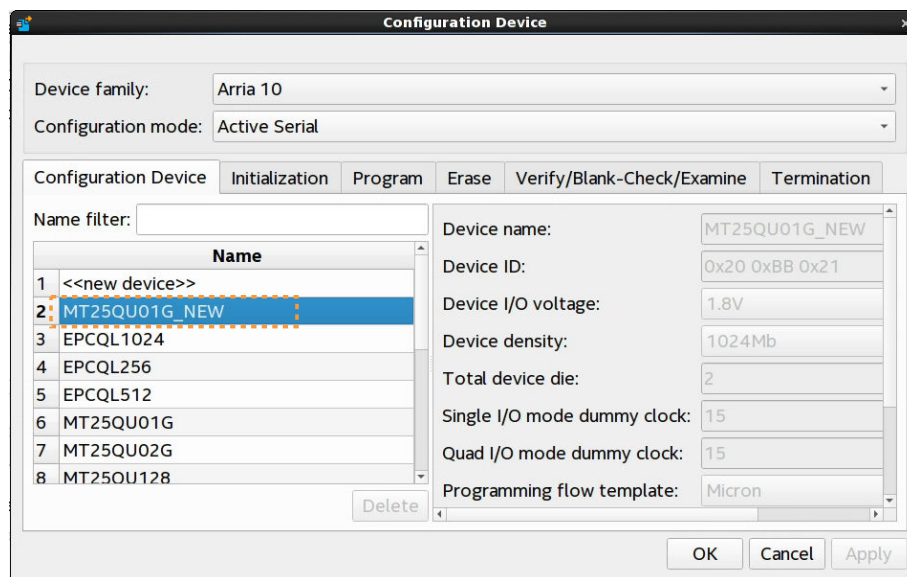 Configuration Device
Device family: Arria 10
Configuration mode: Active Serial
Configuration Device Initialization Program Erase Verify/Blank-Check/Examine Termination
Name filter:
Name
1 <<new device>>
2 MT25QU01G_NEW
3 EPCQL1024
4 EPCQL256
5 EPCQL512
6 MT25QU01G
7 MT25QU02G
8 MT25QU128
Delete
Device name: MT25QU01G_NEW
Device ID: 0x20 0xBB 0x21
Device I/O voltage: 1.8V
Device density: 1024Mb
Total device die: 2
Single I/O mode dummy clock: 15
Quad I/O mode dummy clock: 15
Programming flow template: Micron
OK Cancel Apply